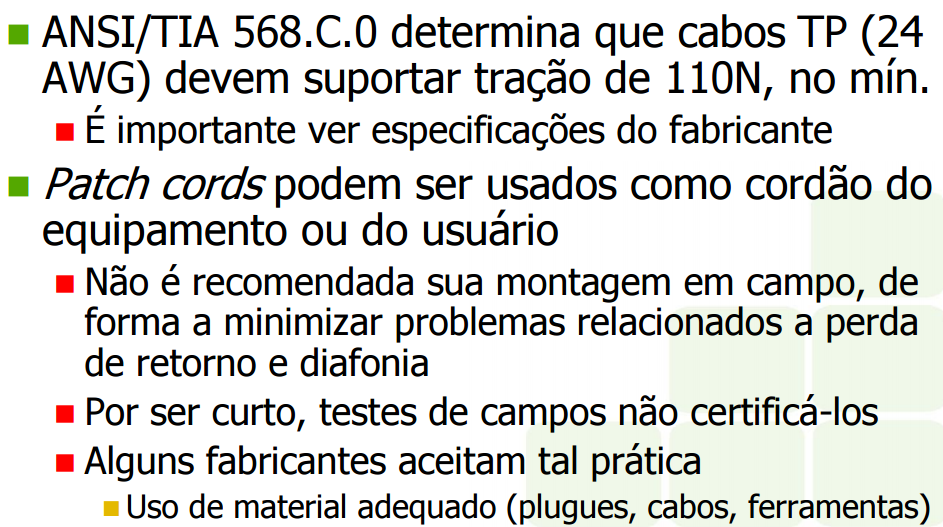 ANSI/TIA 568.C.0 determina que cabos TP (24
AWG) devem suportar tração de 110N, no mín.
É importante ver especificações do fabricante
Patch cords podem ser usados como cordão do
equipamento ou do usuário
Não é recomendada sua montagem em campo, de
forma a minimizar problemas relacionados a perda
de retorno e diafonia
Por ser curto, testes de campos não certificá-los
Alguns fabricantes aceitam tal prática
Uso de material adequado (plugues, cabos, ferramentas)